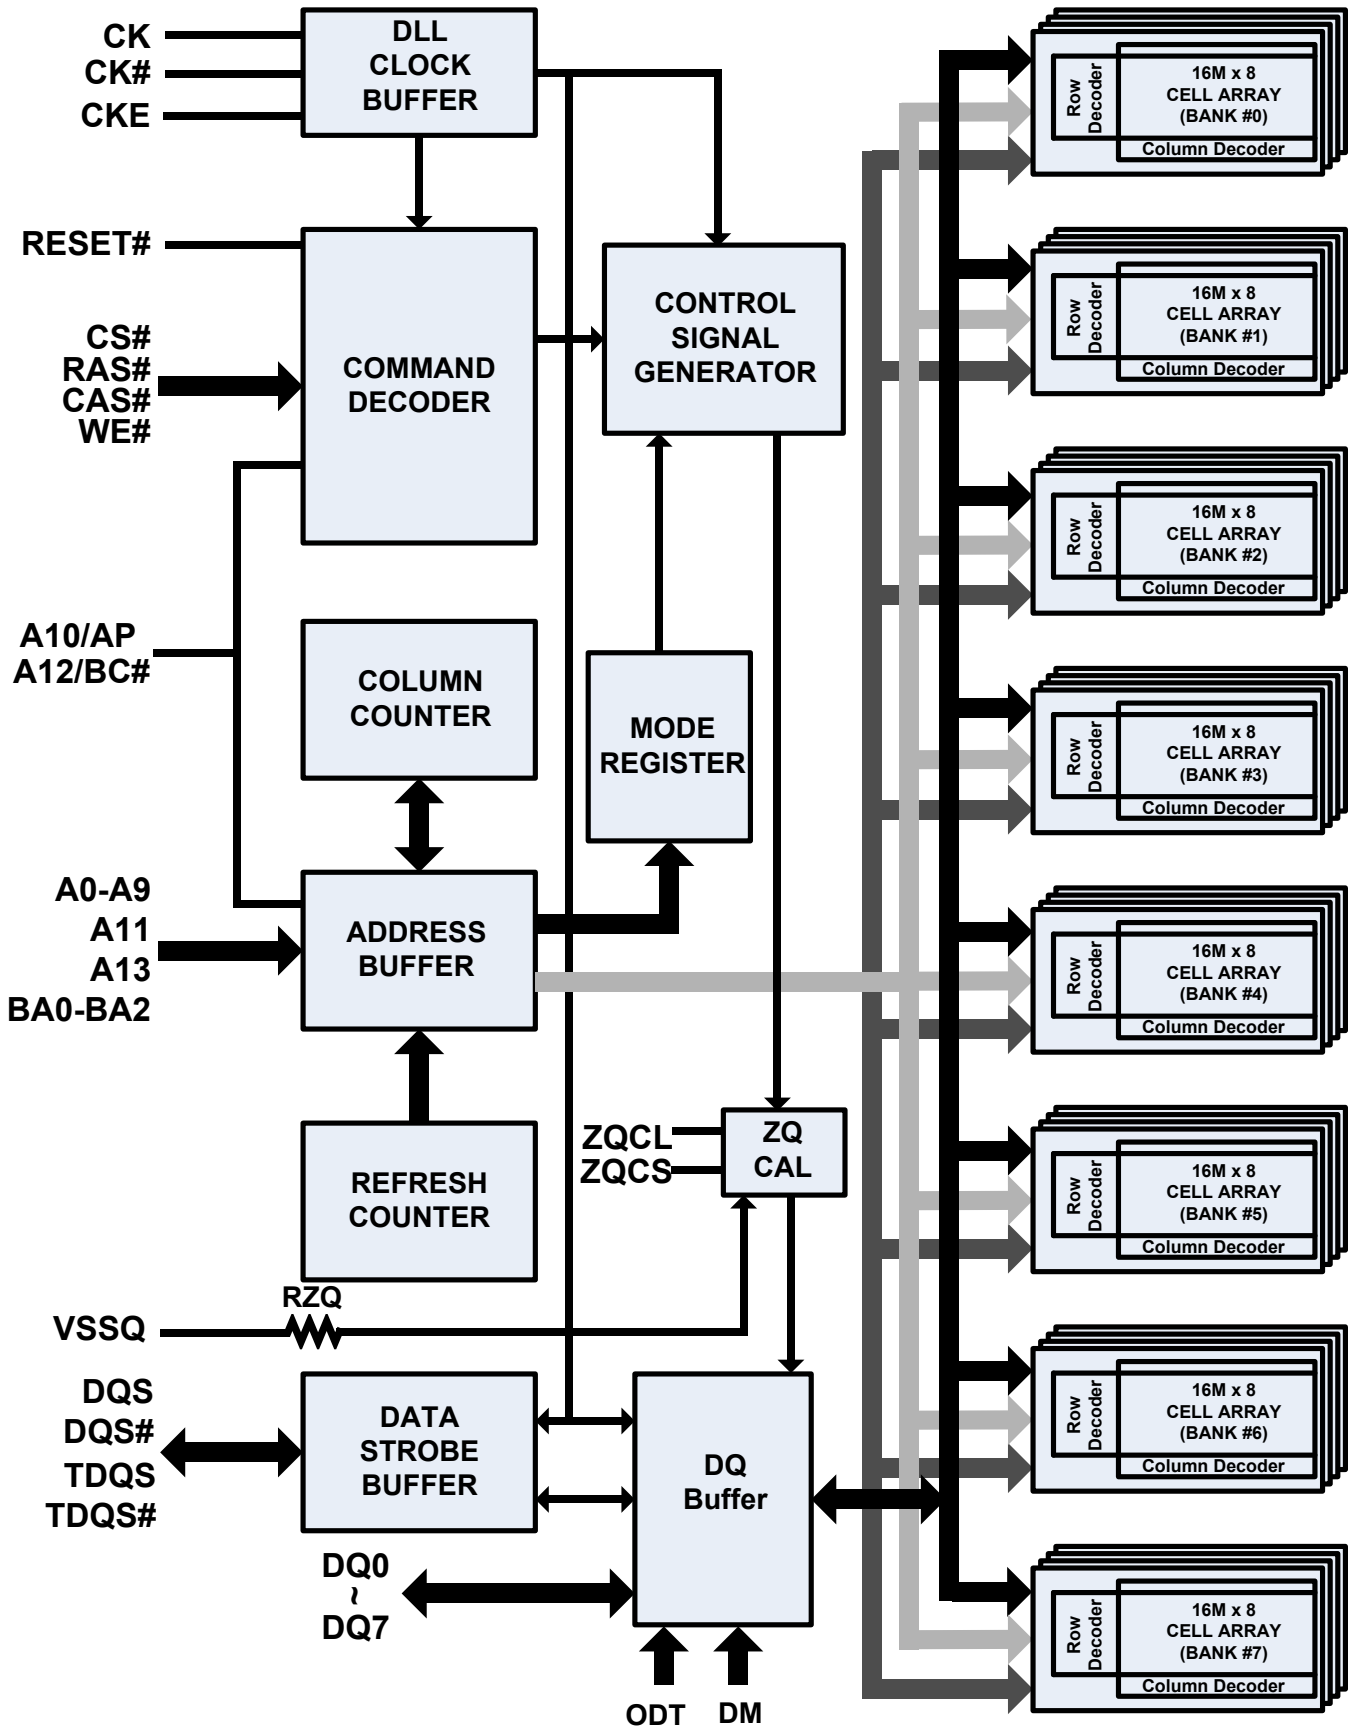 CK
CK#
CKE
DLL
CLOCK
BUFFER
RESET#
CS#
RAS#
CAS#
WE#
COMMAND
DECODER
CONTROL
SIGNAL
GENERATOR
A10/AP
A12/BC#
COLUMN
COUNTER
MODE
REGISTER
A0-A9
A11
A13
BA0-BA2
ADDRESS
BUFFER
REFRESH
COUNTER
ZQCL
ZQCS
ZQ
CAL
VSSQ
RZQ
DQS
DQS#
TDQS
TDQS#
DATA
STROBE
BUFFER
DQ
Buffer
DQ0
~
DQ7
ODT
DM
Row
Decoder
16M x 8
CELL ARRAY
(BANK #0)
Column Decoder
Row
Decoder
16M x 8
CELL ARRAY
(BANK #1)
Column Decoder
Row
Decoder
16M x 8
CELL ARRAY
(BANK #2)
Column Decoder
Row
Decoder
16M x 8
CELL ARRAY
(BANK #3)
Column Decoder
Row
Decoder
16M x 8
CELL ARRAY
(BANK #4)
Column Decoder
Row
Decoder
16M x 8
CELL ARRAY
(BANK #5)
Column Decoder
Row
Decoder
16M x 8
CELL ARRAY
(BANK #6)
Column Decoder
Row
Decoder
16M x 8
CELL ARRAY
(BANK #7)
Column Decoder